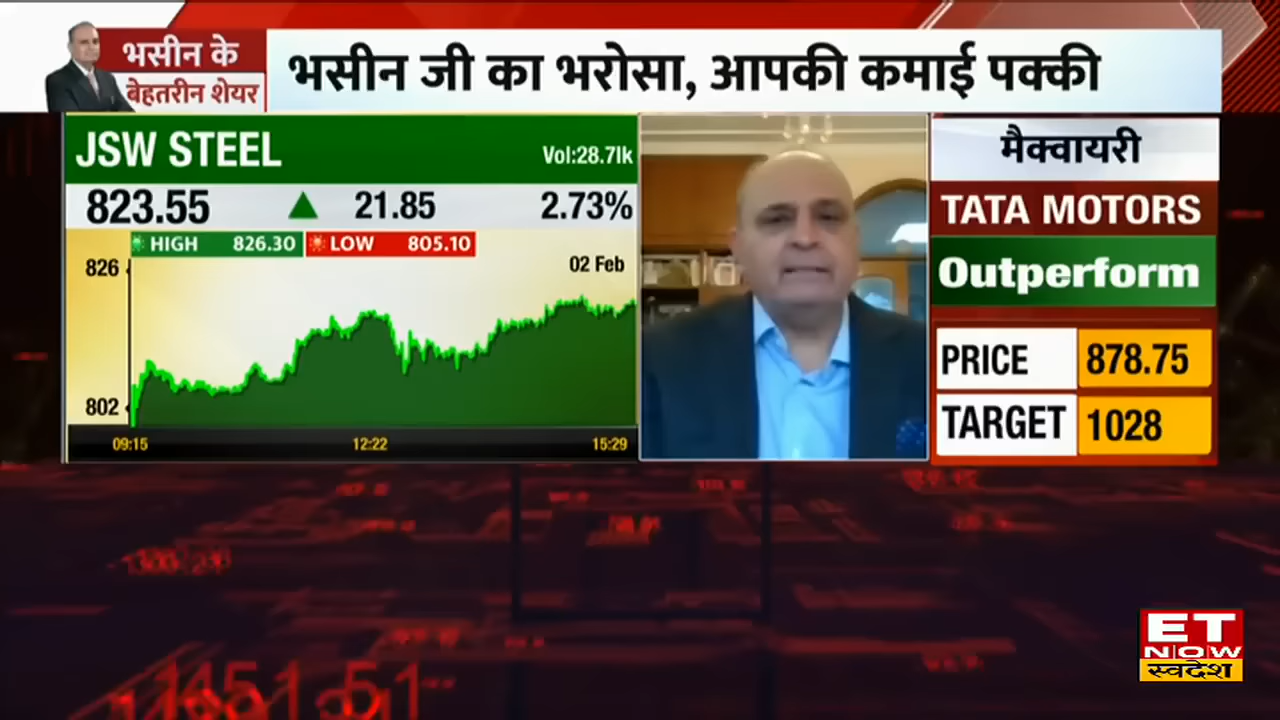 भसीन के
बेहतरीन शेयर
भसीन जी का भरोसा, आपकी कमाई पक्की
JSW STEEL
Vol:28.7lk
823.55 21.85 2.73%
HIGH 826.30 LOW 805.10
826
02 Feb
802
09:15 12:22 15:29
मैक्वायरी
TATA MOTORS
Outperform
PRICE 878.75
TARGET 1028
ET
NOW
स्वदेश